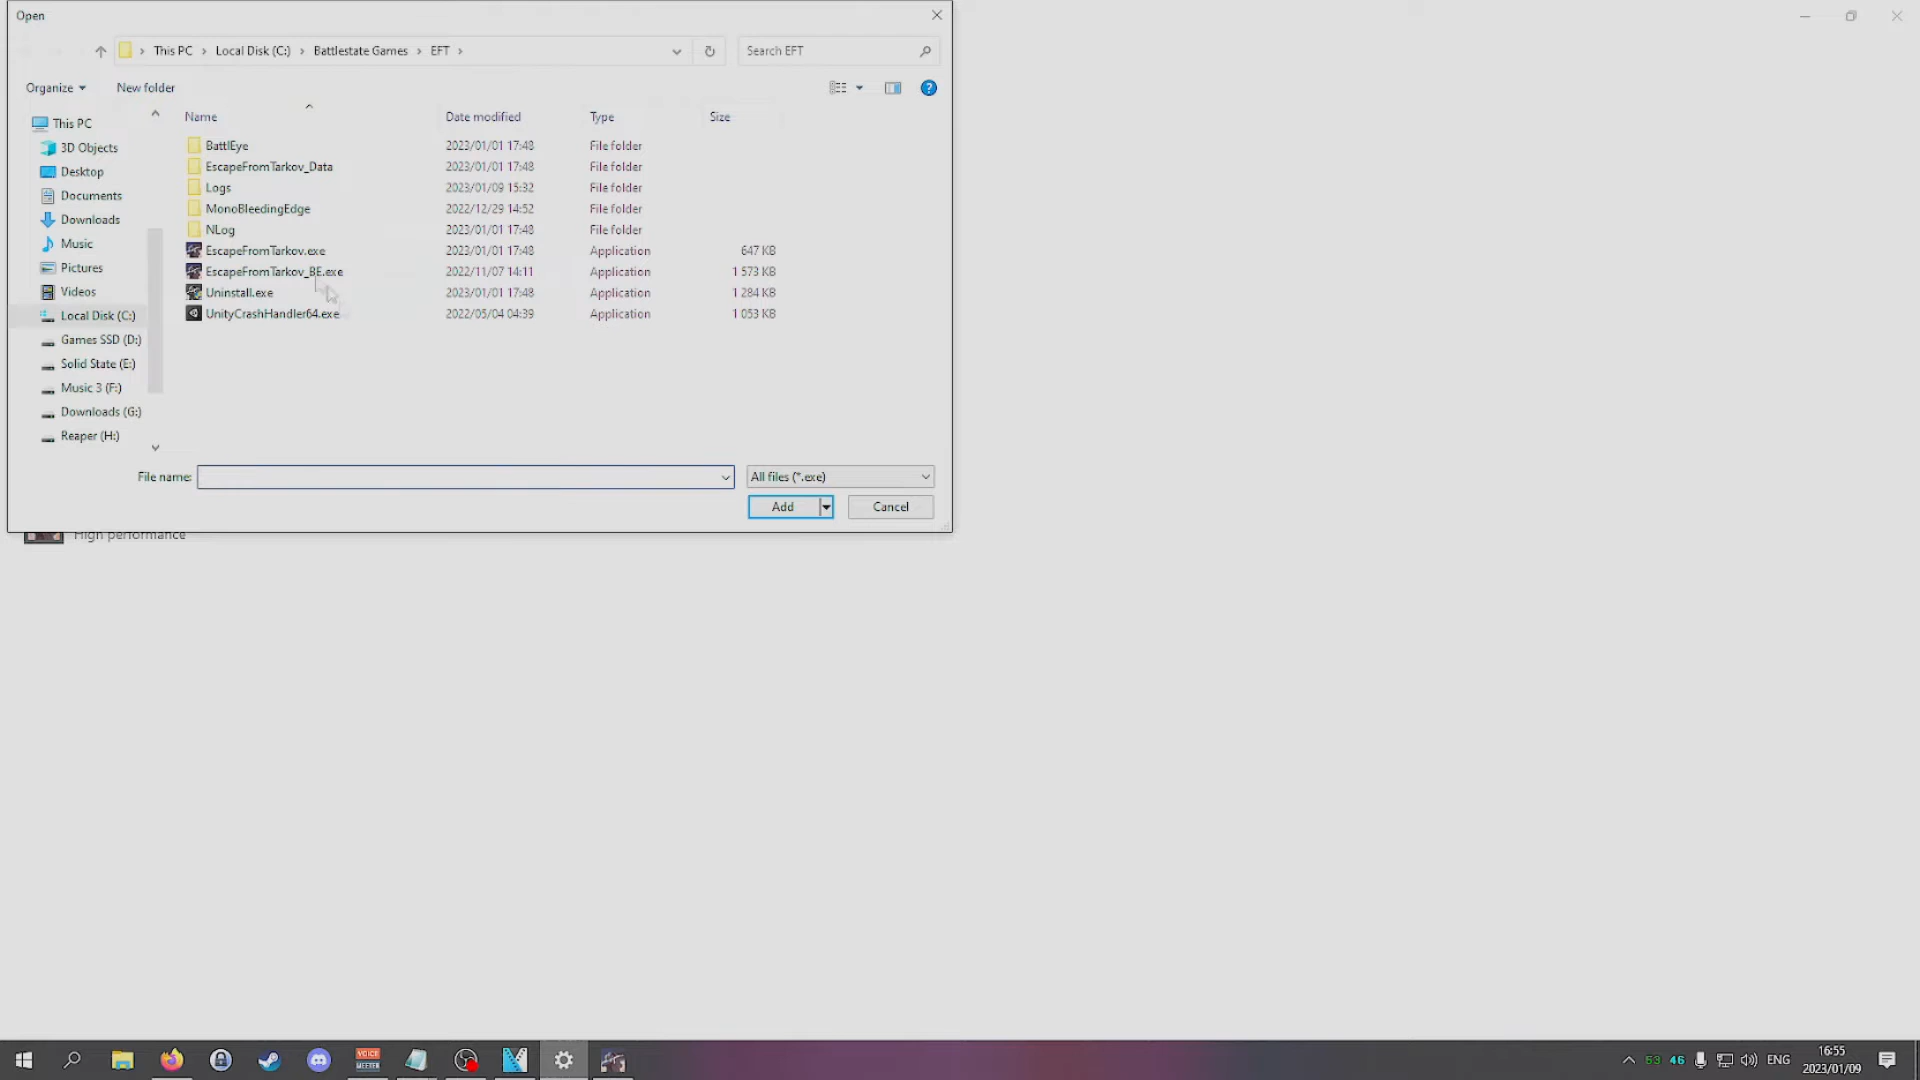 Open
This PC > Local Disk (C:) > Battlestate Games > EFT >
Search EFT
Organize
New folder
Name Date modified Type Size
This PC
3D Objects
Desktop
Documents
Downloads
Music
Pictures
Videos
Local Disk (C:)
Games SSD (D:)
Solid State (E:)
Music 3 (F:)
Downloads (G:)
Reaper (H:)
BattlEye 2023/01/01 17:48 File folder
EscapeFromTarkov_Data 2023/01/01 17:48 File folder
Logs 2023/01/09 15:32 File folder
MonoBleedingEdge 2022/12/29 14:52 File folder
NLog 2023/01/01 17:48 File folder
EscapeFromTarkov.exe 2023/01/01 17:48 Application 647 KB
EscapeFromTarkov_BE.exe 2022/11/07 14:11 Application 1 573 KB
Uninstall.exe 2023/01/01 17:48 Application 1 284 KB
UnityCrashHandler64.exe 2022/05/04 04:39 Application 1 053 KB
File name:
All files (*.exe)
Add
Cancel
High performance
VOICE
MEETER
53 46
ENG
16:55
2023/01/09